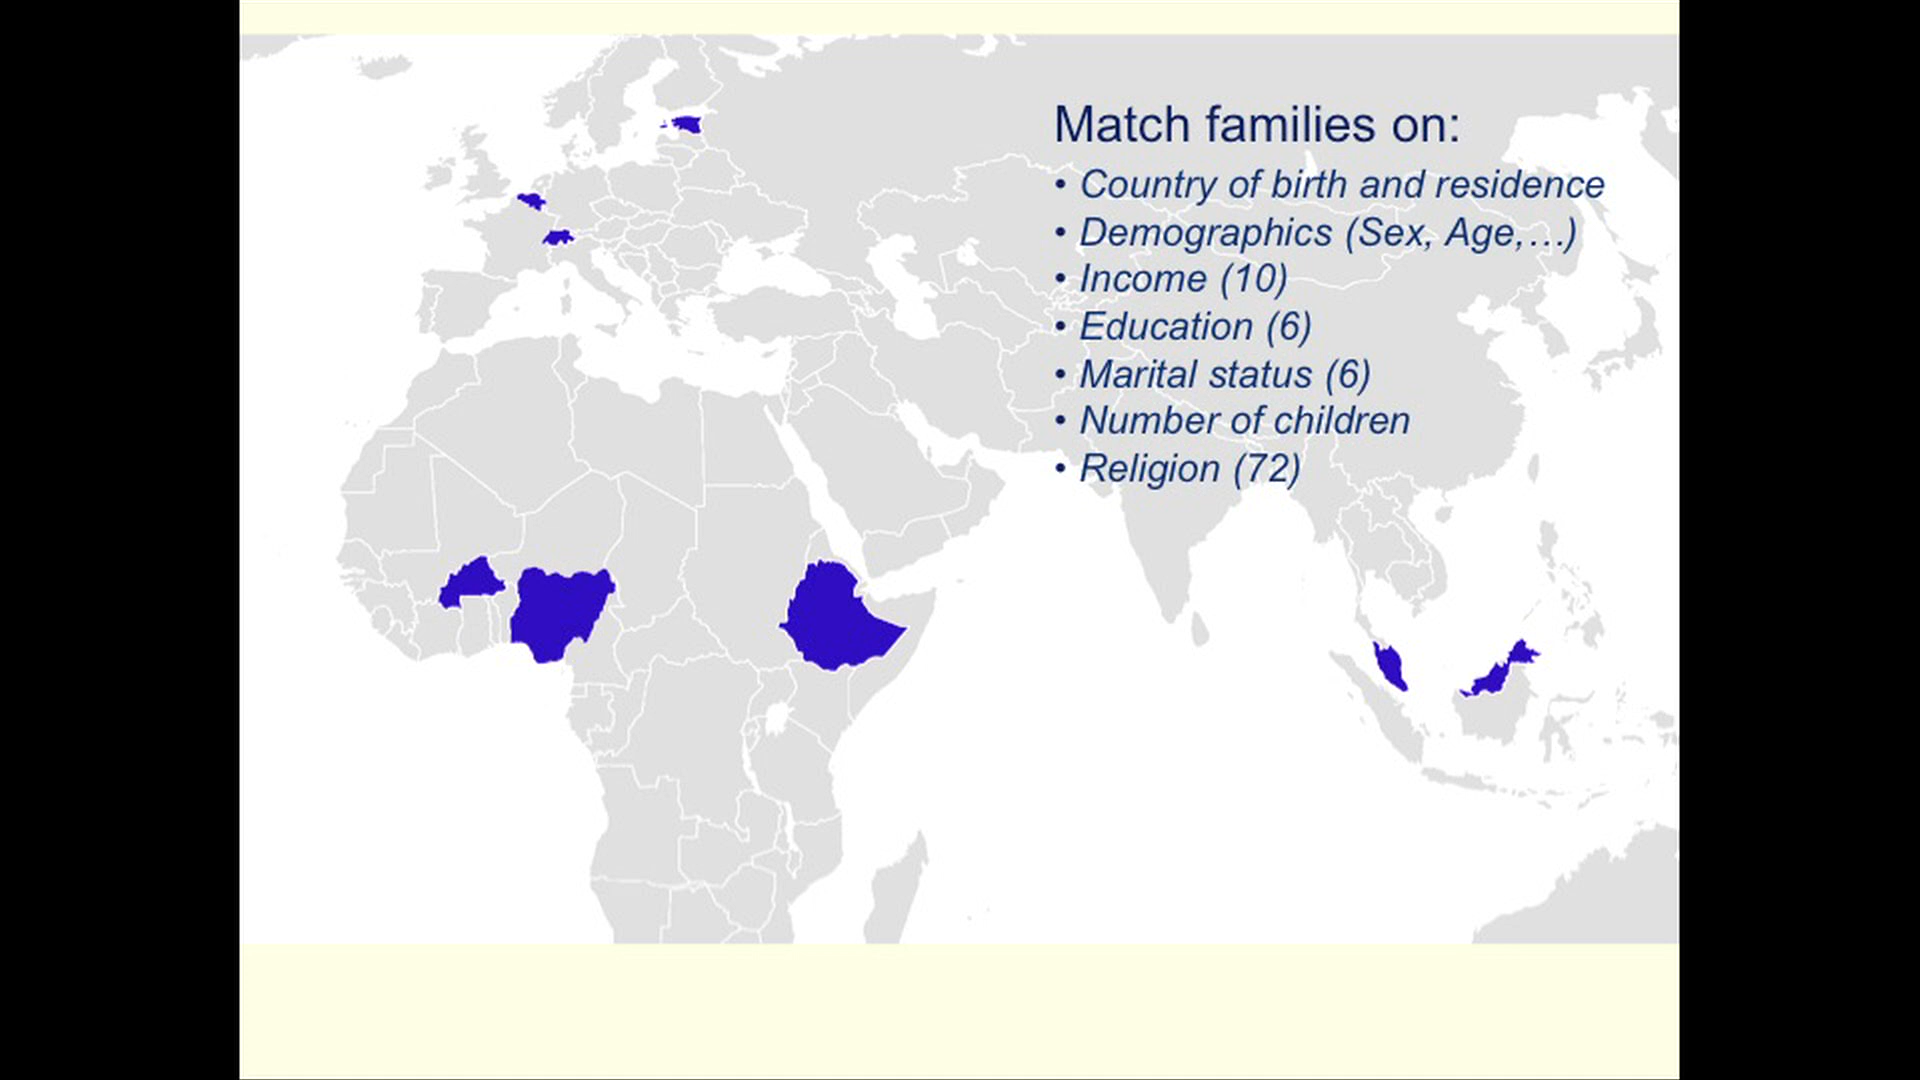 Match families on:
• Country of birth and residence
• Demographics (Sex, Age,…)
• Income (10)
• Education (6)
• Marital status (6)
• Number of children
• Religion (72)